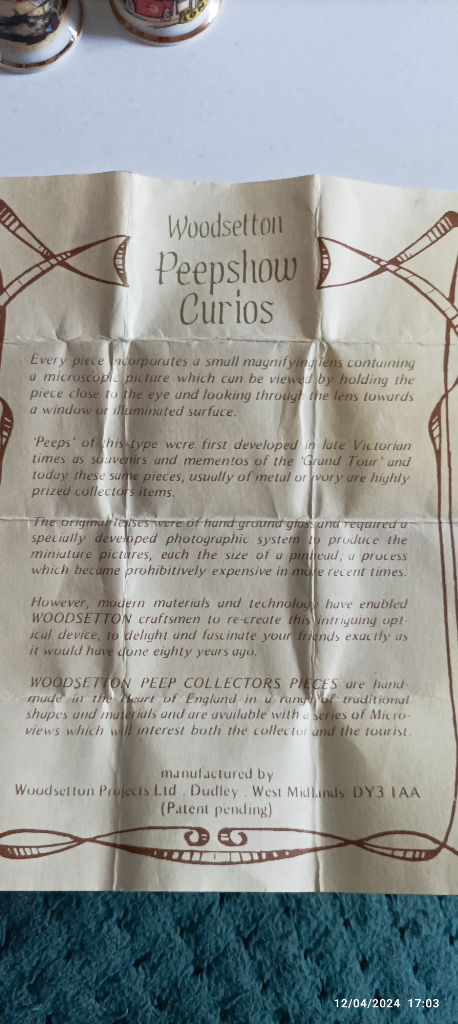 Woodsetton
Peepshow
Curios
Every piece incorporates a small magnifying lens containing
a microscopic picture which can be viewed by holding the
piece close to the eye and looking through the lens towards
a window or illuminated surface.
'Peeps' of this type were first developed in late Victorian
times as souvenirs and mementos of the 'Grand Tour' and
today these same pieces, usually of metal or ivory are highly
prized collectors items.
The original lenses were of hand ground glass and required a
specially developed photographic system to produce the
miniature pictures, each the size of a pinhead; a process
which became prohibitively expensive in more recent times.
However, modern materials and technology have enabled
WOODSETTON craftsmen to re-create this intriguing opt-
ical device, to delight and fascinate your friends exactly as
it would have done eighty years ago.
WOODSETTON PEEP COLLECTORS PIECES are hand-
made in the Heart of England in a range of traditional
shapes and materials and are available with a series of Micro-
views which will interest both the collector and the tourist.
manufactured by
Woodsetton Projects Ltd . Dudley . West Midlands DY3 1AA
(Patent pending)
12/04/2024 17:03